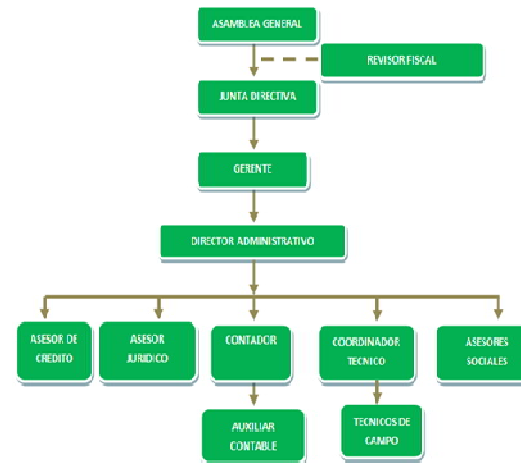 ASAMBLEA GENERAL
REVISOR FISCAL
JUNTA DIRECTIVA
GERENTE
DIRECTOR ADMINISTRATIVO
ASESOR DE
CREDITO
ASESOR
JURIDICO
CONTADOR
COORDINADOR
TECNICO
ASESORES
SOCIALES
AUXILIAR
CONTABLE
TECNICOS DE
CAMPO